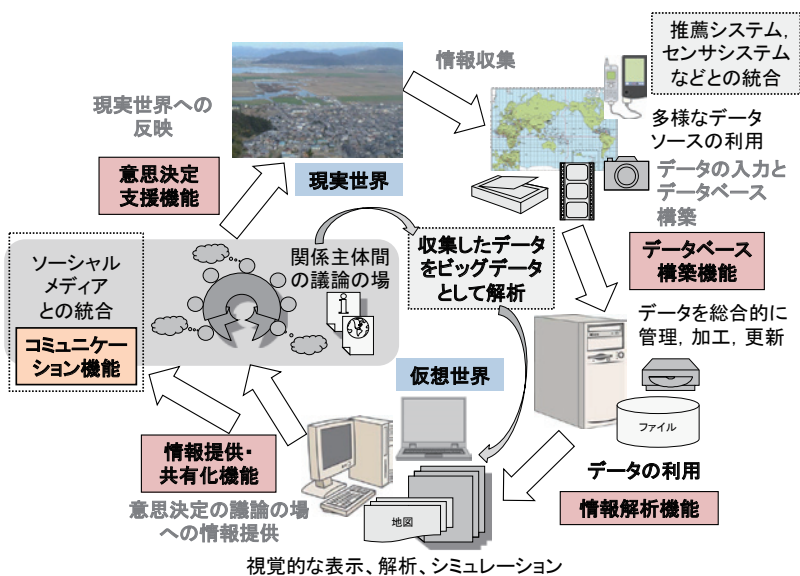 推薦システム,
センサシステム
などとの統合
情報収集
現実世界への
反映
多様なデータ
ソースの利用
意思決定
支援機能
現実世界
データの入力と
データベース
構築
ソーシャル
メディア
との統合
関係主体間
の議論の場
収集したデータ
をビッグデータ
として解析
データベース
構築機能
データを総合的に
管理, 加工, 更新
コミュニケー
ション機能
仮想世界
ファイル
情報提供・
共有化機能
データの利用
意思決定の議論の場
への情報提供
地図
情報解析機能
視覚的な表示、解析、シミュレーション